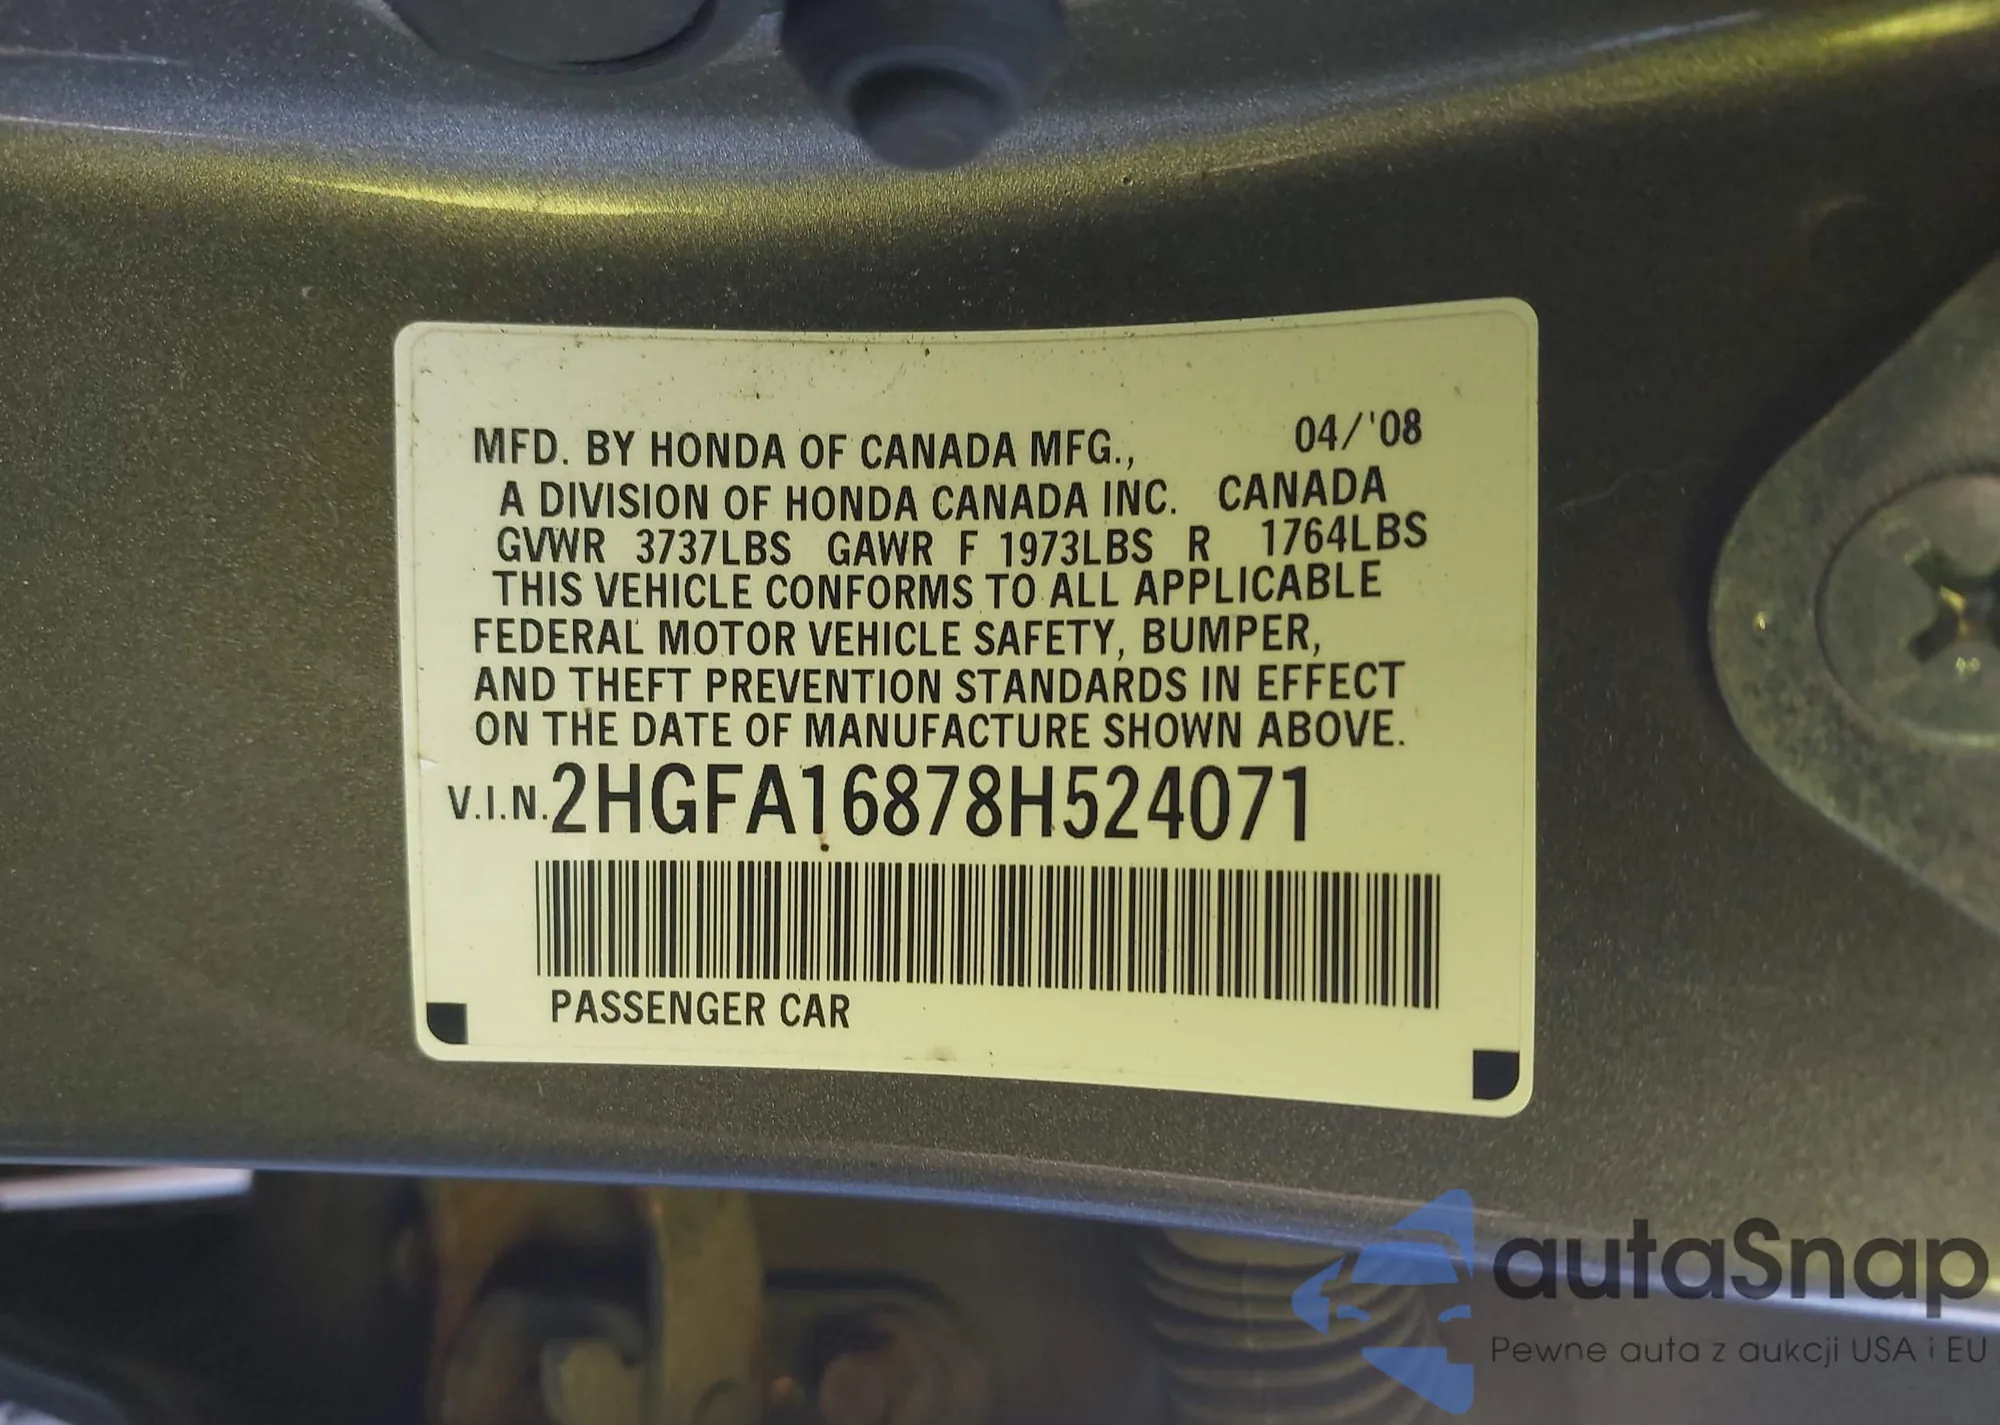 MFD. BY HONDA OF CANADA MFG., 04/'08
A DIVISION OF HONDA CANADA INC. CANADA
GVWR 3737LBS GAWR F 1973LBS R 1764LBS
THIS VEHICLE CONFORMS TO ALL APPLICABLE
FEDERAL MOTOR VEHICLE SAFETY, BUMPER,
AND THEFT PREVENTION STANDARDS IN EFFECT
ON THE DATE OF MANUFACTURE SHOWN ABOVE.
V.I.N. 2HGFA16878H524071
PASSENGER CAR
autaSnap
Pewne auta z aukcji USA i EU